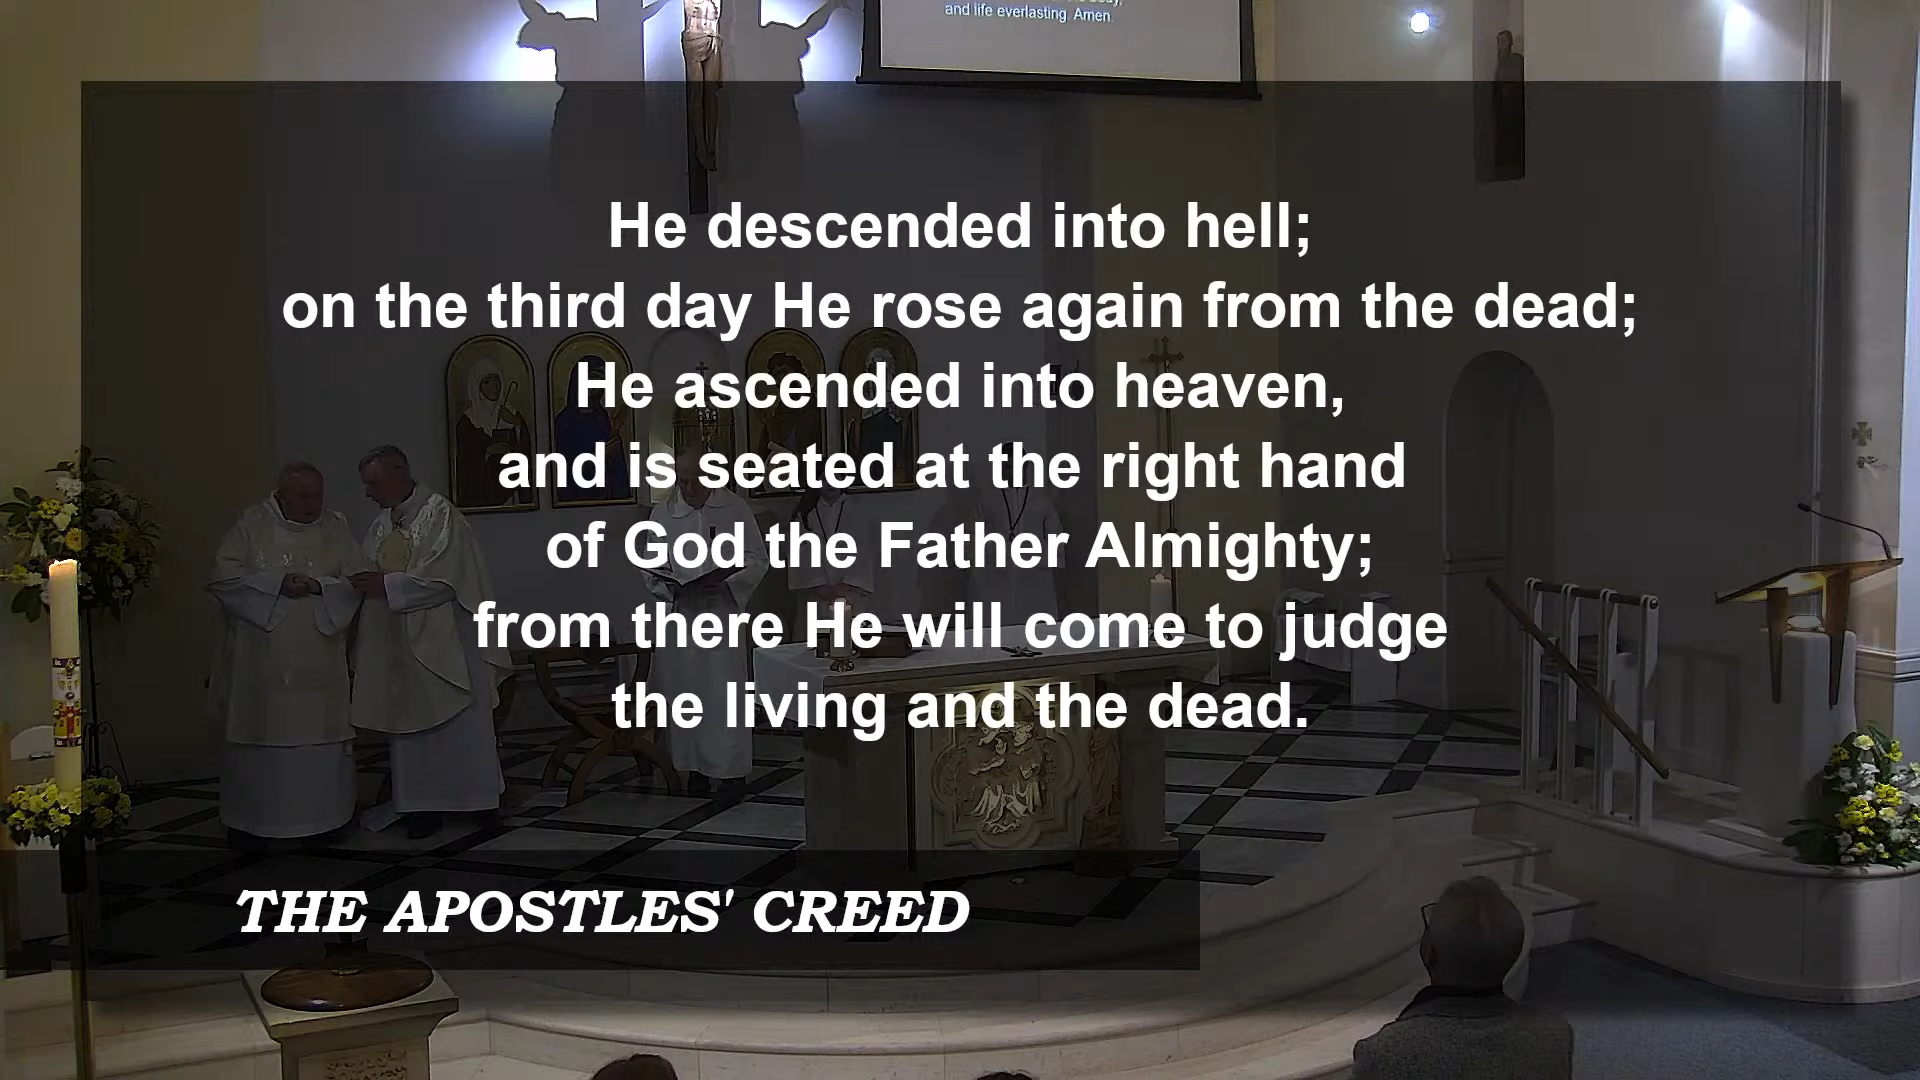 and life everlasting. Amen.
He descended into hell;
on the third day He rose again from the dead;
He ascended into heaven,
and is seated at the right hand
of God the Father Almighty;
from there He will come to judge
the living and the dead.
THE APOSTLES' CREED